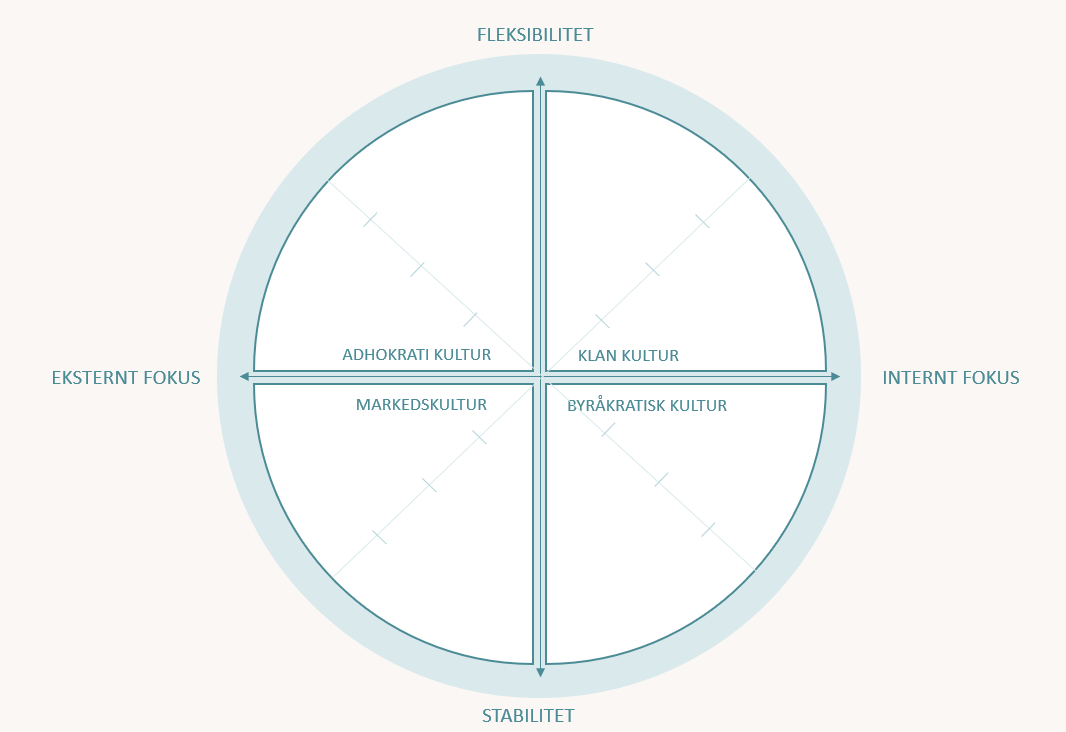 FLEKSIBILITET
ADHOKRATI KULTUR
KLAN KULTUR
EKSTERNT FOKUS
INTERNT FOKUS
MARKEDSKULTUR
BYRÅKRATISK KULTUR
STABILITET